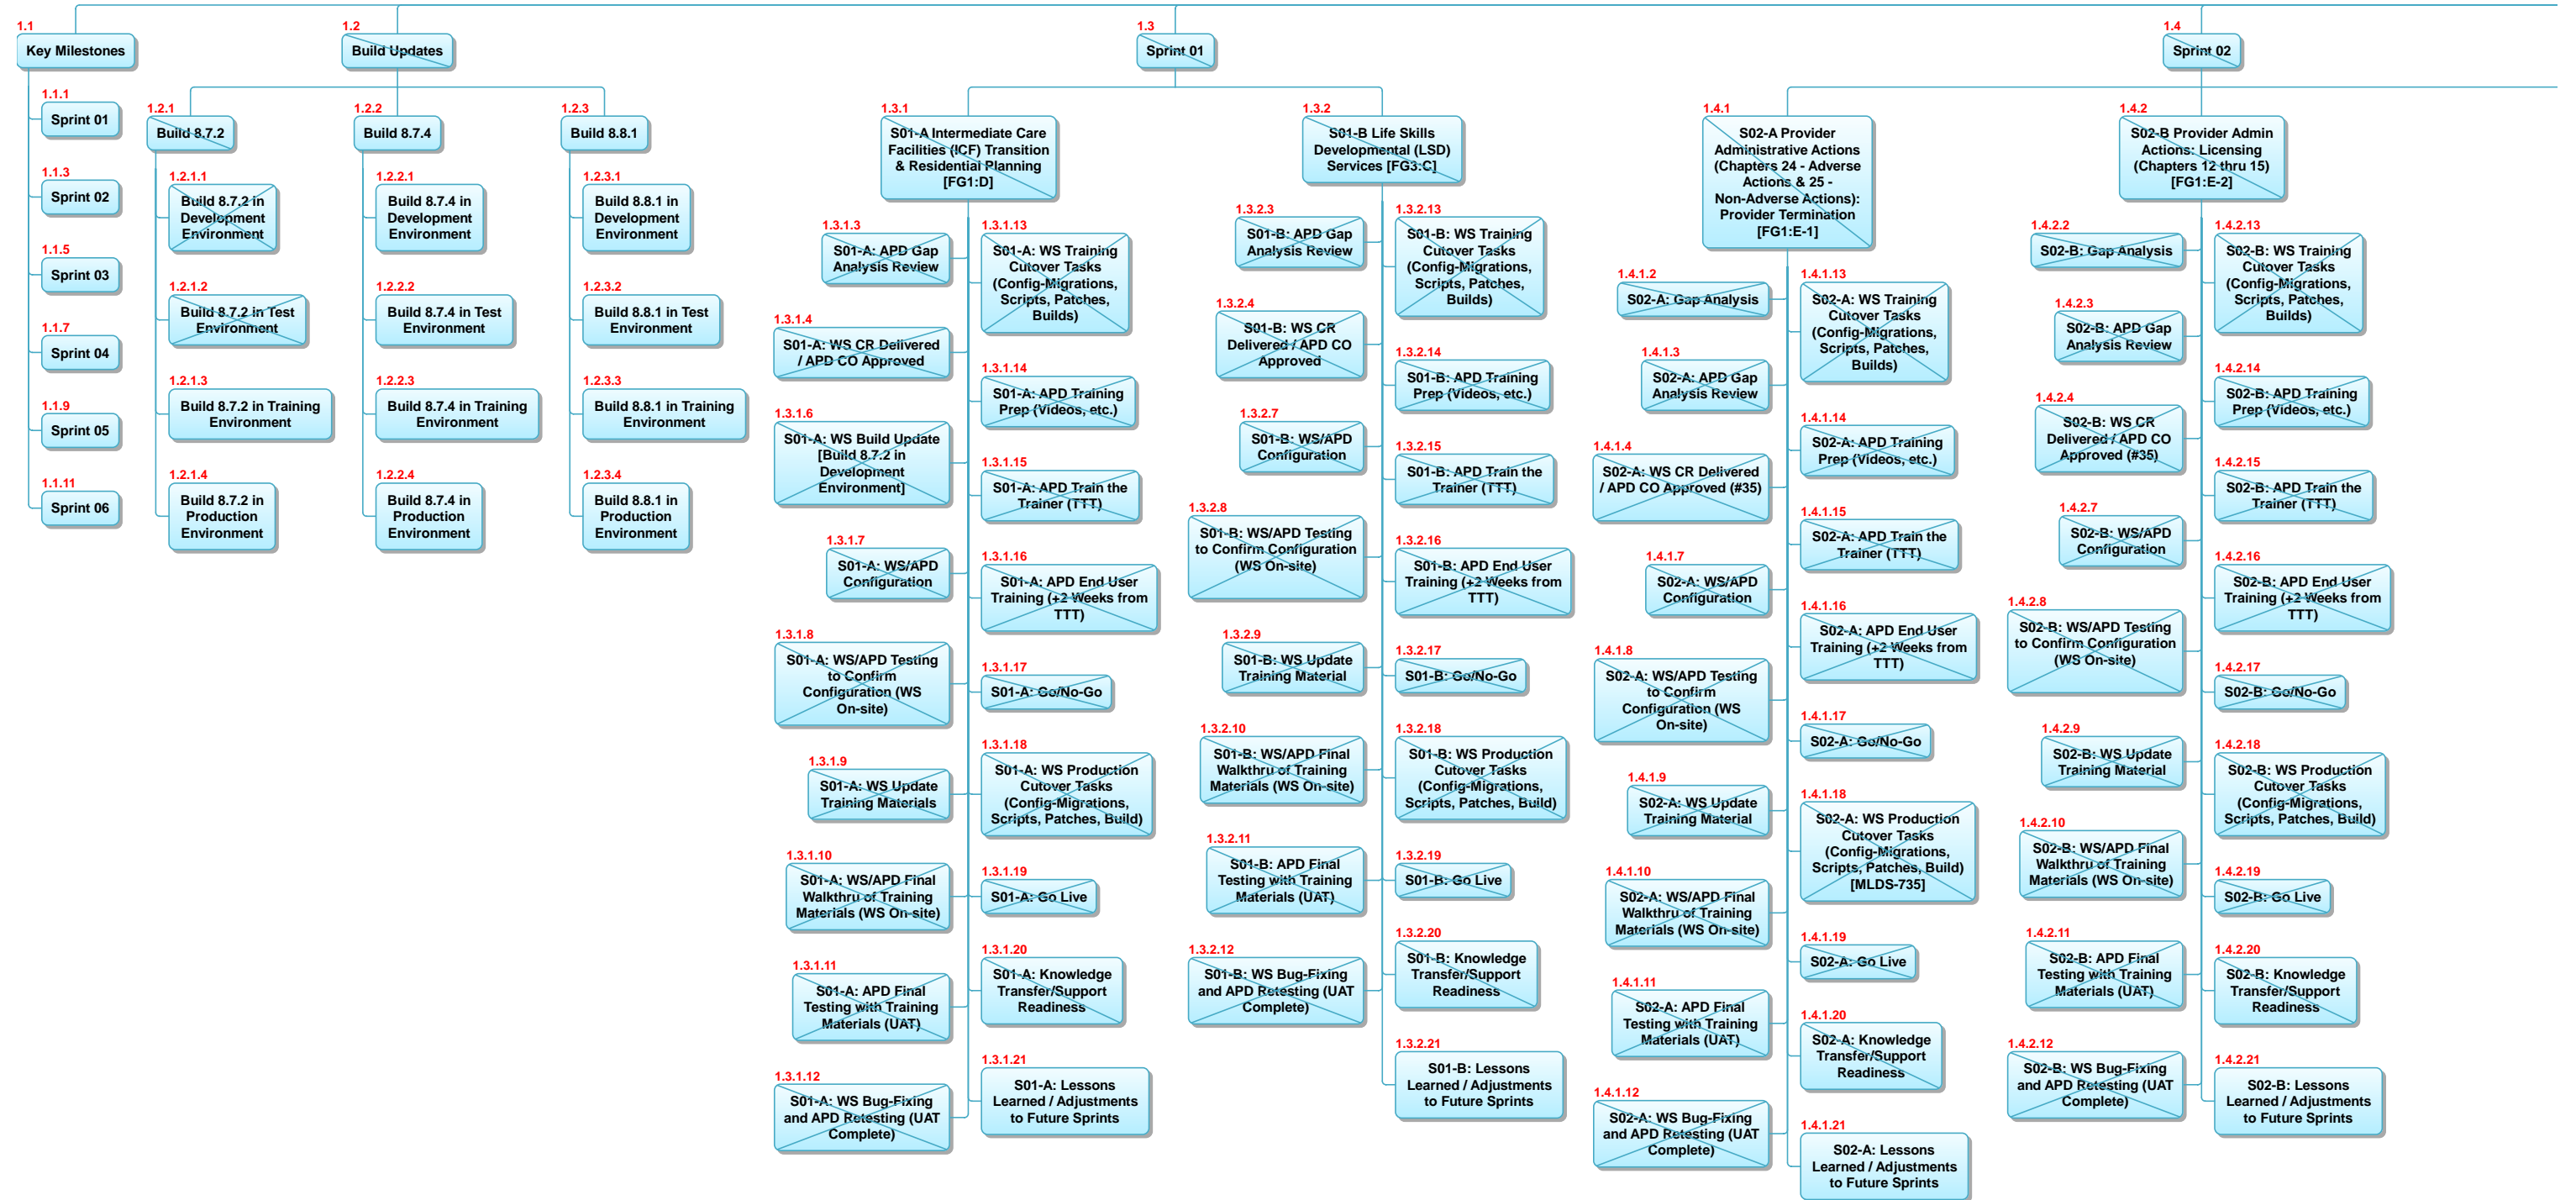 1.1
Key Milestones
1.1.1
Sprint 01
1.1.3
Sprint 02
1.1.5
Sprint 03
1.1.7
Sprint 04
1.1.9
Sprint 05
1.1.11
Sprint 06
1.2
Build Updates
1.2.1
Build 8.7.2
1.2.1.1
Build 8.7.2 in
Development
Environment
1.2.1.2
Build 8.7.2 in Test
Environment
1.2.1.3
Build 8.7.2 in Training
Environment
1.2.1.4
Build 8.7.2 in
Production
Environment
1.2.2
Build 8.7.4
1.2.2.1
Build 8.7.4 in
Development
Environment
1.2.2.2
Build 8.7.4 in Test
Environment
1.2.2.3
Build 8.7.4 in Training
Environment
1.2.2.4
Build 8.7.4 in
Production
Environment
1.2.3
Build 8.8.1
1.2.3.1
Build 8.8.1 in
Development
Environment
1.2.3.2
Build 8.8.1 in Test
Environment
1.2.3.3
Build 8.8.1 in Training
Environment
1.2.3.4
Build 8.8.1 in
Production
Environment
1.3
Sprint 01
1.3.1
S01-A Intermediate Care
Facilities (ICF) Transition
& Residential Planning
[FG1:D]
1.3.1.3
S01-A: APD Gap
Analysis Review
1.3.1.4
S01-A: WS CR Delivered
/ APD CO Approved
1.3.1.6
S01-A: WS Build Update
[Build 8.7.2 in
Development
Environment]
1.3.1.7
S01-A: WS/APD
Configuration
1.3.1.8
S01-A: WS/APD Testing
to Confirm
Configuration (WS
On-site)
1.3.1.9
S01-A: WS Update
Training Materials
1.3.1.10
S01-A: WS/APD Final
Walkthru of Training
Materials (WS On-site)
1.3.1.11
S01-A: APD Final
Testing with Training
Materials (UAT)
1.3.1.12
S01-A: WS Bug-Fixing
and APD Retesting (UAT
Complete)
1.3.1.13
S01-A: WS Training
Cutover Tasks
(Config-Migrations,
Scripts, Patches,
Builds)
1.3.1.14
S01-A: APD Training
Prep (Videos, etc.)
1.3.1.15
S01-A: APD Train the
Trainer (TTT)
1.3.1.16
S01-A: APD End User
Training (+2 Weeks from
TTT)
1.3.1.17
S01-A: Go/No-Go
1.3.1.18
S01-A: WS Production
Cutover Tasks
(Config-Migrations,
Scripts, Patches, Build)
1.3.1.19
S01-A: Go Live
1.3.1.20
S01-A: Knowledge
Transfer/Support
Readiness
1.3.1.21
S01-A: Lessons
Learned / Adjustments
to Future Sprints
1.3.2
S01-B Life Skills
Developmental (LSD)
Services [FG3:C]
1.3.2.3
S01-B: APD Gap
Analysis Review
1.3.2.4
S01-B: WS CR
Delivered / APD CO
Approved
1.3.2.7
S01-B: WS/APD
Configuration
1.3.2.8
S01-B: WS/APD Testing
to Confirm Configuration
(WS On-site)
1.3.2.9
S01-B: WS Update
Training Material
1.3.2.10
S01-B: WS/APD Final
Walkthru of Training
Materials (WS On-site)
1.3.2.11
S01-B: APD Final
Testing with Training
Materials (UAT)
1.3.2.12
S01-B: WS Bug-Fixing
and APD Retesting (UAT
Complete)
1.3.2.13
S01-B: WS Training
Cutover Tasks
(Config-Migrations,
Scripts, Patches,
Builds)
1.3.2.14
S01-B: APD Training
Prep (Videos, etc.)
1.3.2.15
S01-B: APD Train the
Trainer (TTT)
1.3.2.16
S01-B: APD End User
Training (+2 Weeks from
TTT)
1.3.2.17
S01-B: Go/No-Go
1.3.2.18
S01-B: WS Production
Cutover Tasks
(Config-Migrations,
Scripts, Patches, Build)
1.3.2.19
S01-B: Go Live
1.3.2.20
S01-B: Knowledge
Transfer/Support
Readiness
1.3.2.21
S01-B: Lessons
Learned / Adjustments
to Future Sprints
1.4
Sprint 02
1.4.1
S02-A Provider
Administrative Actions
(Chapters 24 - Adverse
Actions & 25 -
Non-Adverse Actions):
Provider Termination
[FG1:E-1]
1.4.1.2
S02-A: Gap Analysis
1.4.1.3
S02-A: APD Gap
Analysis Review
1.4.1.4
S02-A: WS CR Delivered
/ APD CO Approved (#35)
1.4.1.7
S02-A: WS/APD
Configuration
1.4.1.8
S02-A: WS/APD Testing
to Confirm
Configuration (WS
On-site)
1.4.1.9
S02-A: WS Update
Training Material
1.4.1.10
S02-A: WS/APD Final
Walkthru of Training
Materials (WS On-site)
1.4.1.11
S02-A: APD Final
Testing with Training
Materials (UAT)
1.4.1.12
S02-A: WS Bug-Fixing
and APD Retesting (UAT
Complete)
1.4.1.13
S02-A: WS Training
Cutover Tasks
(Config-Migrations,
Scripts, Patches,
Builds)
1.4.1.14
S02-A: APD Training
Prep (Videos, etc.)
1.4.1.15
S02-A: APD Train the
Trainer (TTT)
1.4.1.16
S02-A: APD End User
Training (+2 Weeks from
TTT)
1.4.1.17
S02-A: Go/No-Go
1.4.1.18
S02-A: WS Production
Cutover Tasks
(Config-Migrations,
Scripts, Patches, Build)
[MLDS-735]
1.4.1.19
S02-A: Go Live
1.4.1.20
S02-A: Knowledge
Transfer/Support
Readiness
1.4.1.21
S02-A: Lessons
Learned / Adjustments
to Future Sprints
1.4.2
S02-B Provider Admin
Actions: Licensing
(Chapters 12 thru 15)
[FG1:E-2]
1.4.2.2
S02-B: Gap Analysis
1.4.2.3
S02-B: APD Gap
Analysis Review
1.4.2.4
S02-B: WS CR
Delivered / APD CO
Approved (#35)
1.4.2.7
S02-B: WS/APD
Configuration
1.4.2.8
S02-B: WS/APD Testing
to Confirm Configuration
(WS On-site)
1.4.2.9
S02-B: WS Update
Training Material
1.4.2.10
S02-B: WS/APD Final
Walkthru of Training
Materials (WS On-site)
1.4.2.11
S02-B: APD Final
Testing with Training
Materials (UAT)
1.4.2.12
S02-B: WS Bug-Fixing
and APD Retesting (UAT
Complete)
1.4.2.13
S02-B: WS Training
Cutover Tasks
(Config-Migrations,
Scripts, Patches,
Builds)
1.4.2.14
S02-B: APD Training
Prep (Videos, etc.)
1.4.2.15
S02-B: APD Train the
Trainer (TTT)
1.4.2.16
S02-B: APD End User
Training (+2 Weeks from
TTT)
1.4.2.17
S02-B: Go/No-Go
1.4.2.18
S02-B: WS Production
Cutover Tasks
(Config-Migrations,
Scripts, Patches, Build)
1.4.2.19
S02-B: Go Live
1.4.2.20
S02-B: Knowledge
Transfer/Support
Readiness
1.4.2.21
S02-B: Lessons
Learned / Adjustments
to Future Sprints